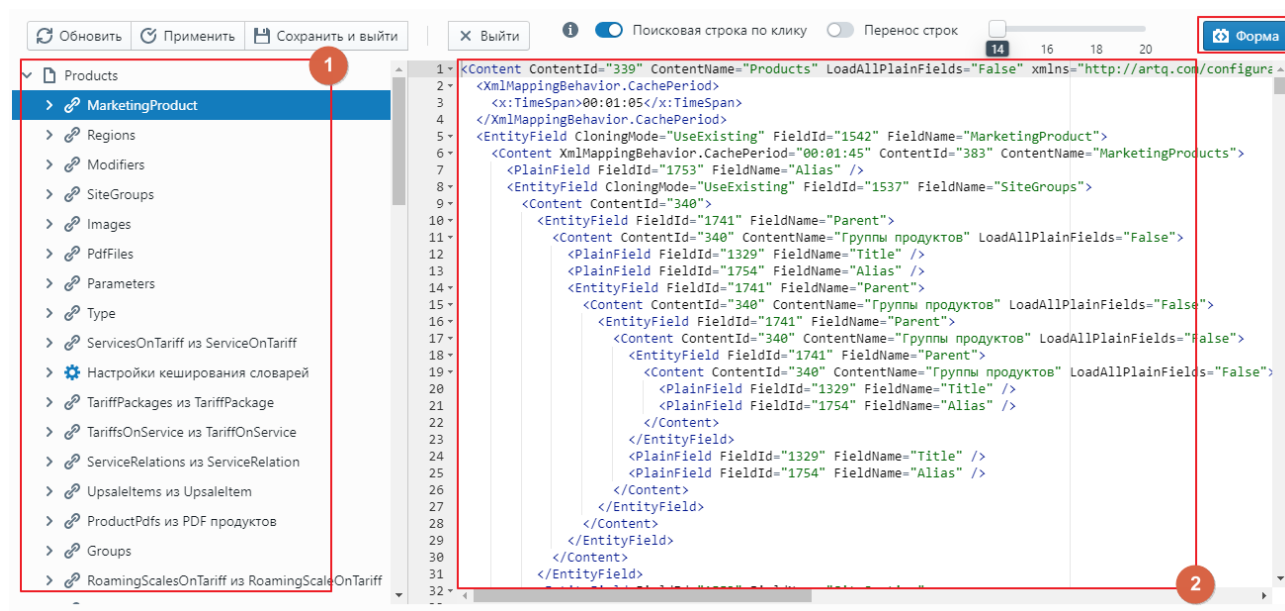 Обновить Применить Сохранить и выйти Выйти Поисковая строка по клику Перенос строк 14 16 18 20 Форма
1
Products
MarketingProduct
Regions
Modifiers
SiteGroups
Images
PdfFiles
Parameters
Type
ServicesOnTariff из ServiceOnTariff
Настройки кеширования словарей
TariffPackages из TariffPackage
TariffsOnService из TariffOnService
ServiceRelations из ServiceRelation
UpsaleItems из UpsaleItem
ProductPdfs из PDF продуктов
Groups
RoamingScalesOnTariff из RoamingScaleOnTariff
1 <Content ContentId="339" ContentName="Products" LoadAllPlainFields="False" xmlns="http://artq.com/configura
2 <XmlMappingBehavior.CachePeriod>
3 <x:TimeSpan>00:01:05</x:TimeSpan>
4 </XmlMappingBehavior.CachePeriod>
5 <EntityField CloningMode="UseExisting" FieldId="1542" FieldName="MarketingProduct">
6 <Content XmlMappingBehavior.CachePeriod="00:01:45" ContentId="383" ContentName="MarketingProducts">
7 <PlainField FieldId="1753" FieldName="Alias" />
8 <EntityField CloningMode="UseExisting" FieldId="1537" FieldName="SiteGroups">
9 <Content ContentId="340">
10 <EntityField FieldId="1741" FieldName="Parent">
11 <Content ContentId="340" ContentName="Группы продуктов" LoadAllPlainFields="False">
12 <PlainField FieldId="1329" FieldName="Title" />
13 <PlainField FieldId="1754" FieldName="Alias" />
14 <EntityField FieldId="1741" FieldName="Parent">
15 <Content ContentId="340" ContentName="Группы продуктов" LoadAllPlainFields="False">
16 <EntityField FieldId="1741" FieldName="Parent">
17 <Content ContentId="340" ContentName="Группы продуктов" LoadAllPlainFields="False">
18 <EntityField FieldId="1741" FieldName="Parent">
19 <Content ContentId="340" ContentName="Группы продуктов" LoadAllPlainFields="False">
20 <PlainField FieldId="1329" FieldName="Title" />
21 <PlainField FieldId="1754" FieldName="Alias" />
22 </Content>
23 </EntityField>
24 <PlainField FieldId="1329" FieldName="Title" />
25 <PlainField FieldId="1754" FieldName="Alias" />
26 </Content>
27 </EntityField>
28 </Content>
29 </EntityField>
30 </Content>
31 </EntityField>
32
2